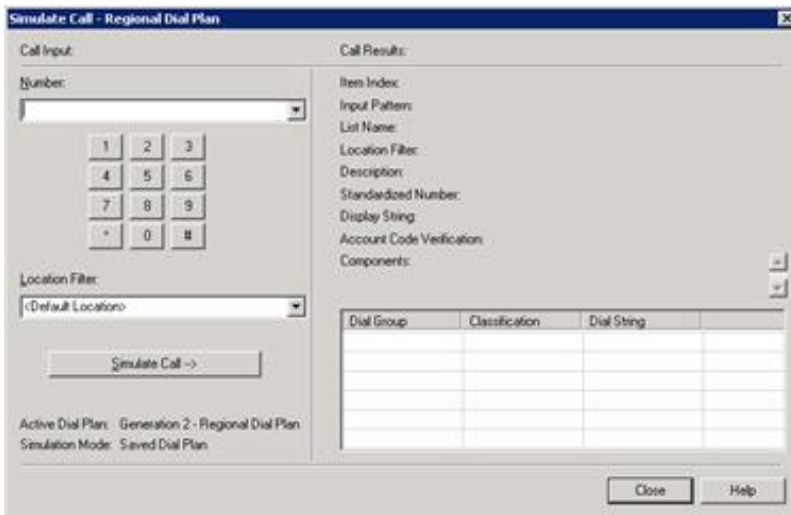 Simulate Call - Regional Dial Plan
Call Input:
Number:
1 2 3
4 5 6
7 8 9
* 0 #
Location Filter:
<Default Location>
Simulate Call -->
Active Dial Plan: Generation 2 - Regional Dial Plan
Simulation Mode: Saved Dial Plan
Call Results:
Item Index:
Input Pattern:
List Name:
Location Filter:
Description:
Standardized Number:
Display String:
Account Code Verification:
Components:
Dial Group Classification Dial String
Close Help